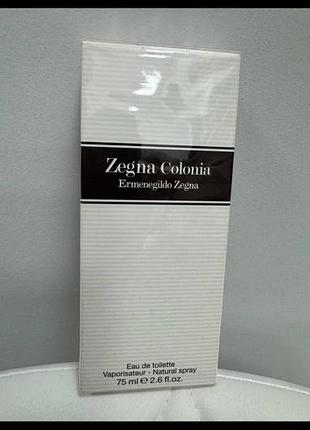 Zegna Colonia
Ermenegildo Zegna
Eau de toilette
Vaporisateur - Natural spray
75 ml ℮ 2.6 fl.oz.